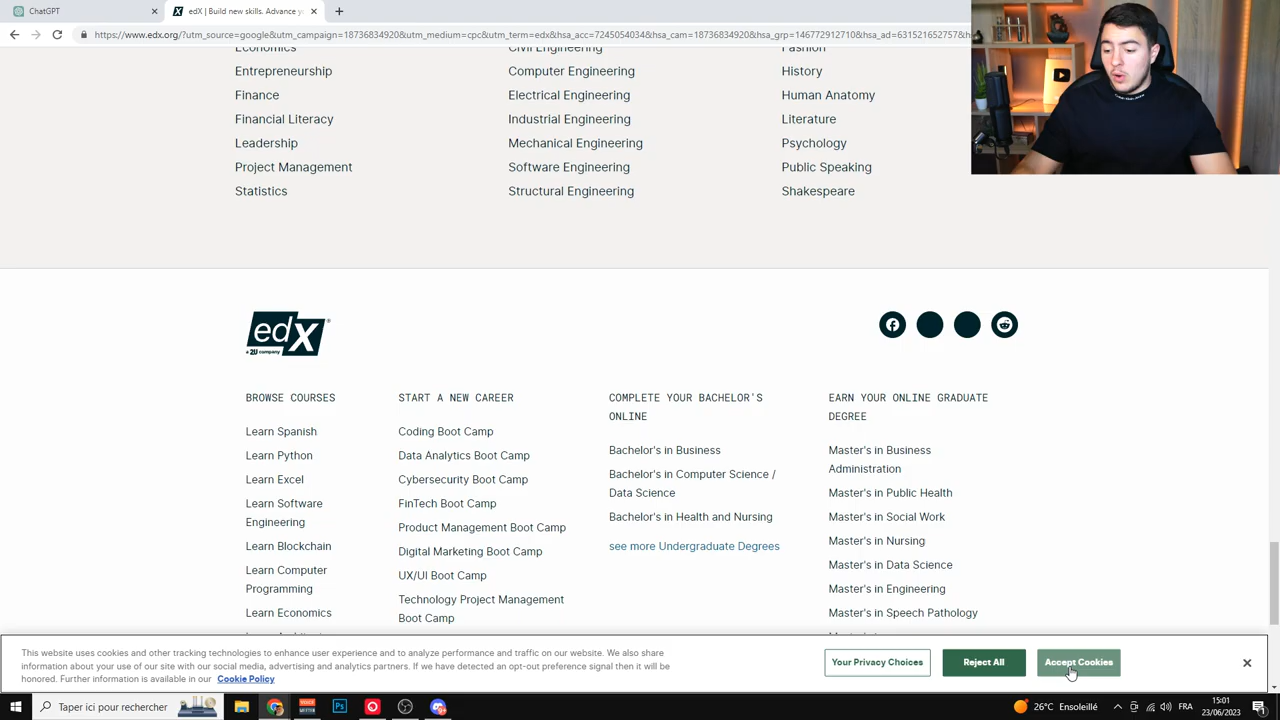 ChatGPT
edX | Build new skills. Advance y
https://www.edx.org/?utm_source=google&utm_campaign=18736834920&utm_medium=cpc&utm_term=edx&hsa_acc=7245054034&hsa_cam=18736834920&hsa_grp=146772912710&hsa_ad=631521652757&h
Economics
Entrepreneurship
Finance
Financial Literacy
Leadership
Project Management
Statistics
Civil Engineering
Computer Engineering
Electrical Engineering
Industrial Engineering
Mechanical Engineering
Software Engineering
Structural Engineering
Fashion
History
Human Anatomy
Literature
Psychology
Public Speaking
Shakespeare
edX
a 2U company
BROWSE COURSES
Learn Spanish
Learn Python
Learn Excel
Learn Software
Engineering
Learn Blockchain
Learn Computer
Programming
Learn Economics
START A NEW CAREER
Coding Boot Camp
Data Analytics Boot Camp
Cybersecurity Boot Camp
FinTech Boot Camp
Product Management Boot Camp
Digital Marketing Boot Camp
UX/UI Boot Camp
Technology Project Management
Boot Camp
COMPLETE YOUR BACHELOR'S
ONLINE
Bachelor's in Business
Bachelor's in Computer Science /
Data Science
Bachelor's in Health and Nursing
see more Undergraduate Degrees
EARN YOUR ONLINE GRADUATE
DEGREE
Master's in Business
Administration
Master's in Public Health
Master's in Social Work
Master's in Nursing
Master's in Data Science
Master's in Engineering
Master's in Speech Pathology
This website uses cookies and other tracking technologies to enhance user experience and to analyze performance and traffic on our website. We also share
information about your use of our site with our social media, advertising and analytics partners. If we have detected an opt-out preference signal then it will be
honored. Further information is available in our Cookie Policy
Your Privacy Choices
Reject All
Accept Cookies
Taper ici pour rechercher
26°C Ensoleillé
FRA
15:01
23/06/2023